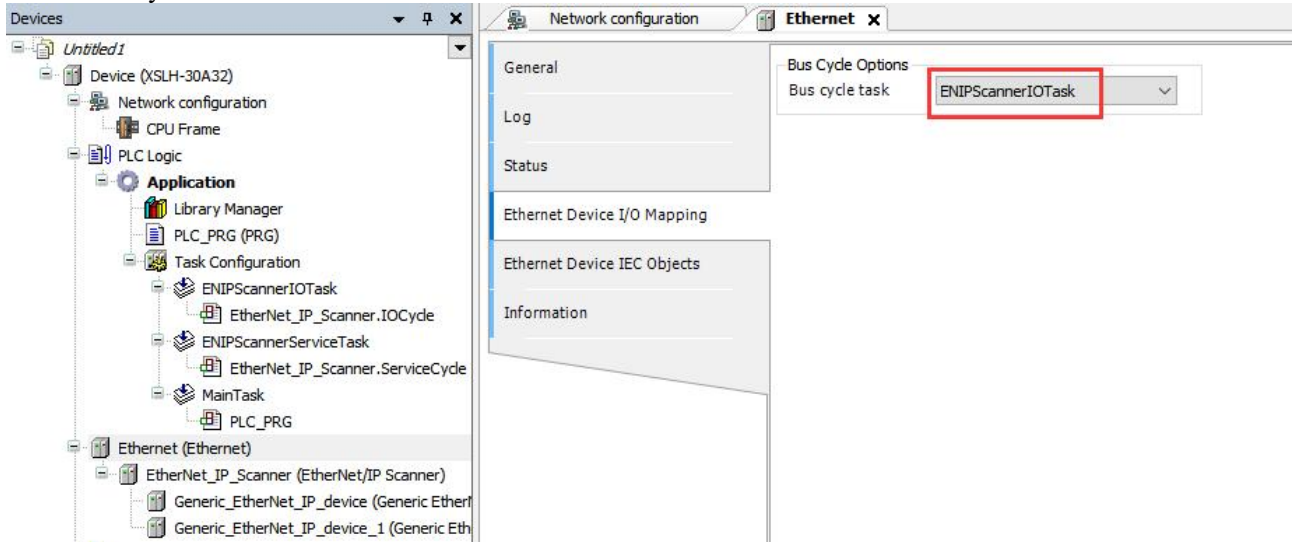 Devices
Untitled1
Device (XSLH-30A32)
Network configuration
CPU Frame
PLC Logic
Application
Library Manager
PLC_PRG (PRG)
Task Configuration
ENIPScannerIOTask
EtherNet_IP_Scanner.IOCycle
ENIPScannerServiceTask
EtherNet_IP_Scanner.ServiceCycle
MainTask
PLC_PRG
Ethernet (Ethernet)
EtherNet_IP_Scanner (EtherNet/IP Scanner)
Generic_EtherNet_IP_device (Generic Ether
Generic_EtherNet_IP_device_1 (Generic Eth
Network configuration
Ethernet
General
Log
Status
Ethernet Device I/O Mapping
Ethernet Device IEC Objects
Information
Bus Cycle Options
Bus cycle task ENIPScannerIOTask